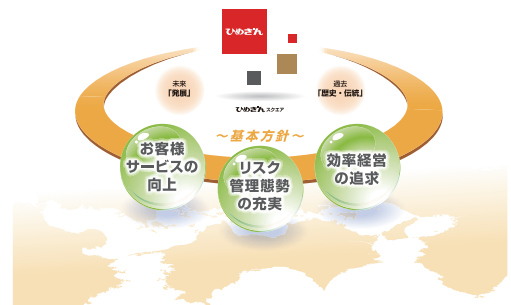 ひめぎん
未来
「発展」
過去
「歴史・伝統」
ひめぎんスクエア
～基本方針～
お客様
サービスの
向上
リスク
管理態勢
の充実
効率経営
の追求